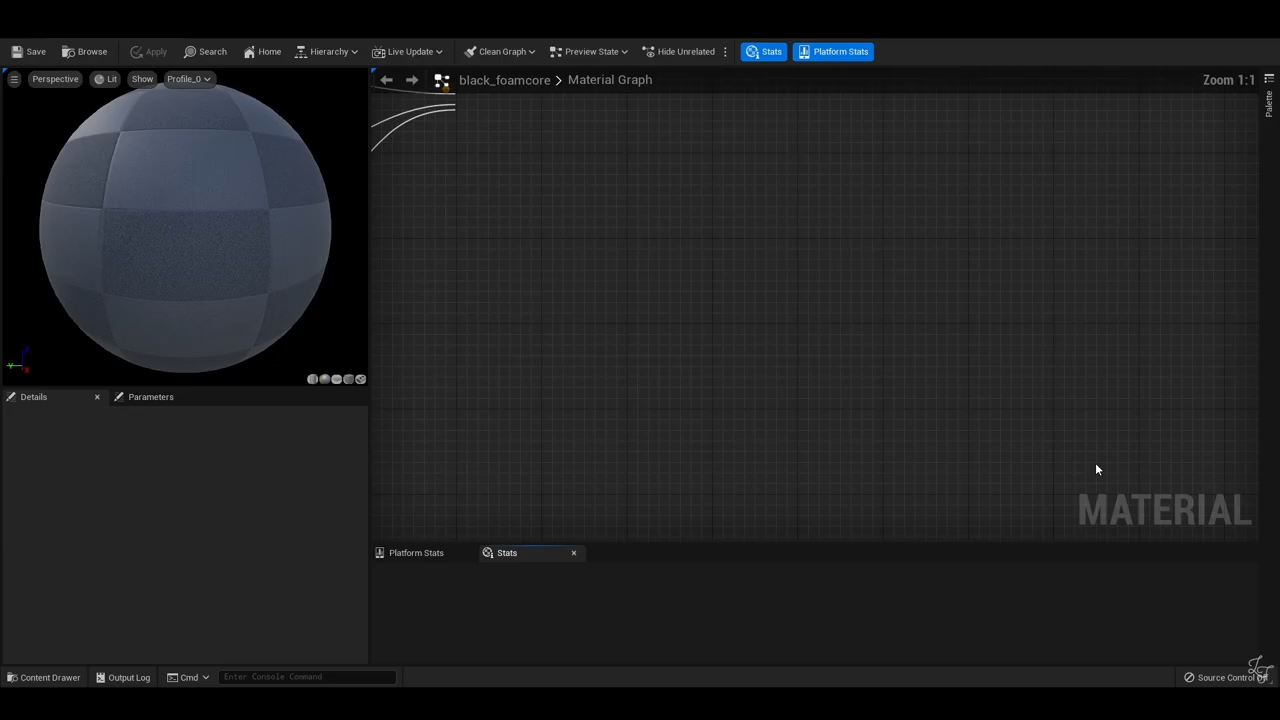 Save Browse Apply Search Home Hierarchy Live Update Clean Graph Preview State Hide Unrelated Stats Platform Stats
Perspective Lit Show Profile_0
black_foamcore > Material Graph
Zoom 1:1
Palette
Details
Parameters
MATERIAL
Platform Stats
Stats
Content Drawer Output Log Cmd Enter Console Command
Source Control